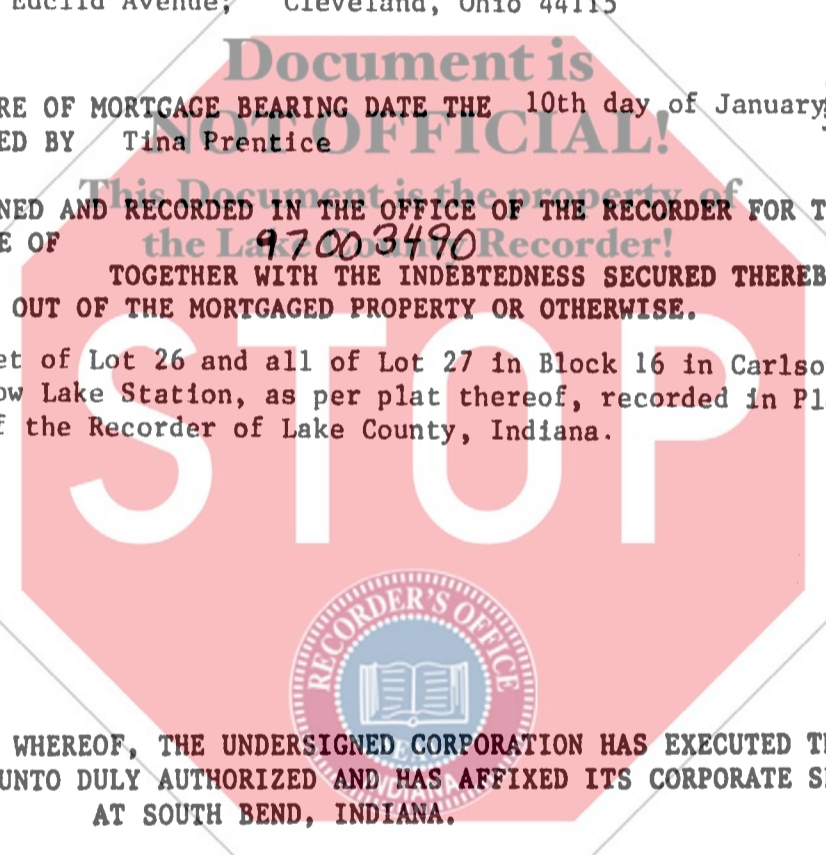 Euclid Avenue; Cleveland, Ohio 44115
Document is
RE OF MORTGAGE BEARING DATE THE 10th day of January
NOT OFFICIAL!
ED BY Tina Prentice
This Document is the property of
NED AND RECORDED IN THE OFFICE OF THE RECORDER FOR T
the Lake County Recorder!
E OF 97003490
TOGETHER WITH THE INDEBTEDNESS SECURED THEREB
OUT OF THE MORTGAGED PROPERTY OR OTHERWISE.
et of Lot 26 and all of Lot 27 in Block 16 in Carlso
ow Lake Station, as per plat thereof, recorded in Pl
f the Recorder of Lake County, Indiana.
STOP
RECORDER'S OFFICE
WHEREOF, THE UNDERSIGNED CORPORATION HAS EXECUTED T
SEAL
UNTO DULY AUTHORIZED AND HAS AFFIXED ITS CORPORATE S
INDIANA
AT SOUTH BEND, INDIANA.